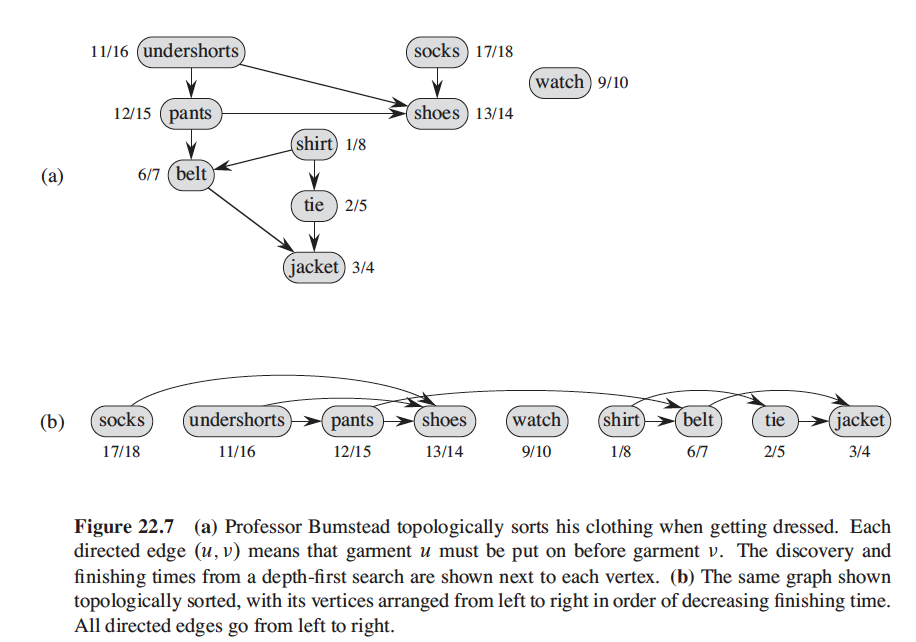 11/16 undershorts socks 17/18
watch 9/10
12/15 pants shoes 13/14
shirt 1/8
(a) 6/7 belt
tie 2/5
jacket 3/4
(b) socks undershorts pants shoes watch shirt belt tie jacket
17/18 11/16 12/15 13/14 9/10 1/8 6/7 2/5 3/4
Figure 22.7 (a) Professor Bumstead topologically sorts his clothing when getting dressed. Each
directed edge (u, v) means that garment u must be put on before garment v. The discovery and
finishing times from a depth-first search are shown next to each vertex. (b) The same graph shown
topologically sorted, with its vertices arranged from left to right in order of decreasing finishing time.
All directed edges go from left to right.